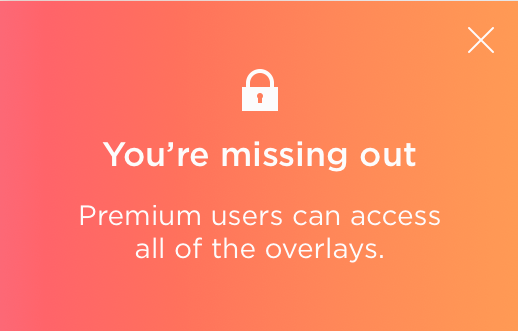 You’re missing out
Premium users can access
all of the overlays.